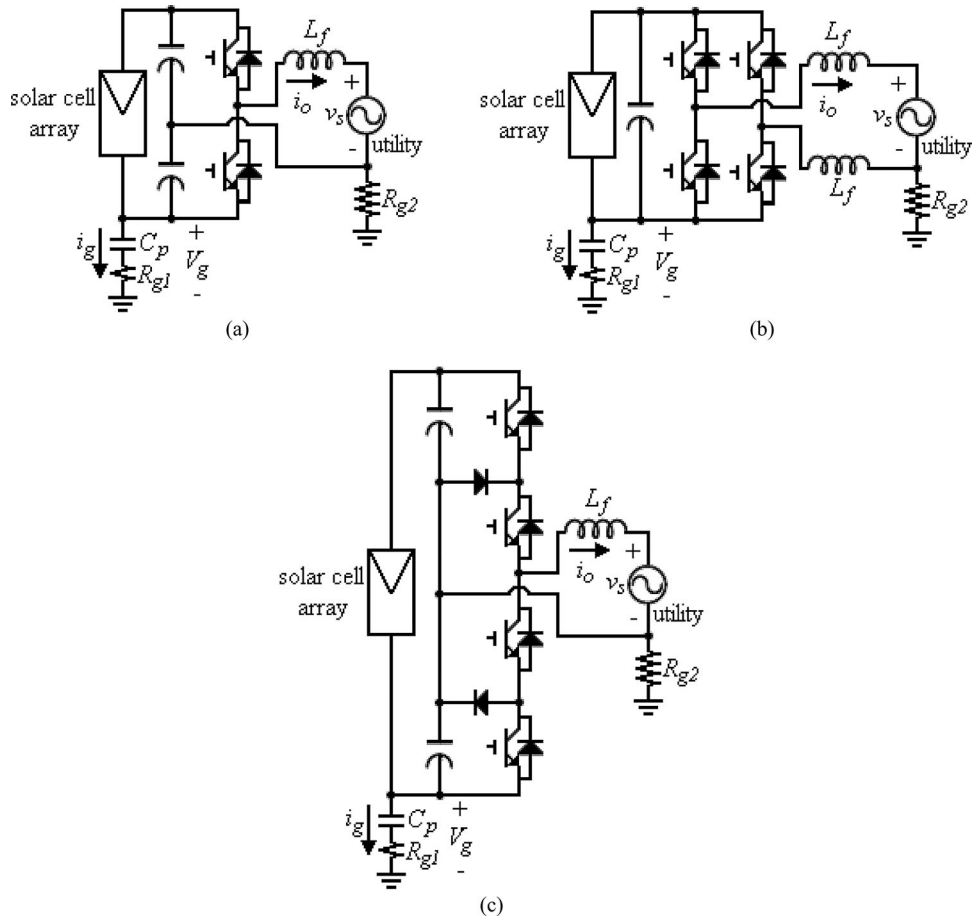 L_f
+
solar cell
array
i_o
v_s
-
utility
R_g2
i_g
C_p
+
V_g
-
R_g1
(a)
L_f
+
solar cell
array
i_o
v_s
-
utility
L_f
R_g2
i_g
C_p
+
V_g
-
R_g1
(b)
L_f
+
solar cell
array
i_o
v_s
-
utility
R_g2
i_g
C_p
+
V_g
-
R_g1
(c)